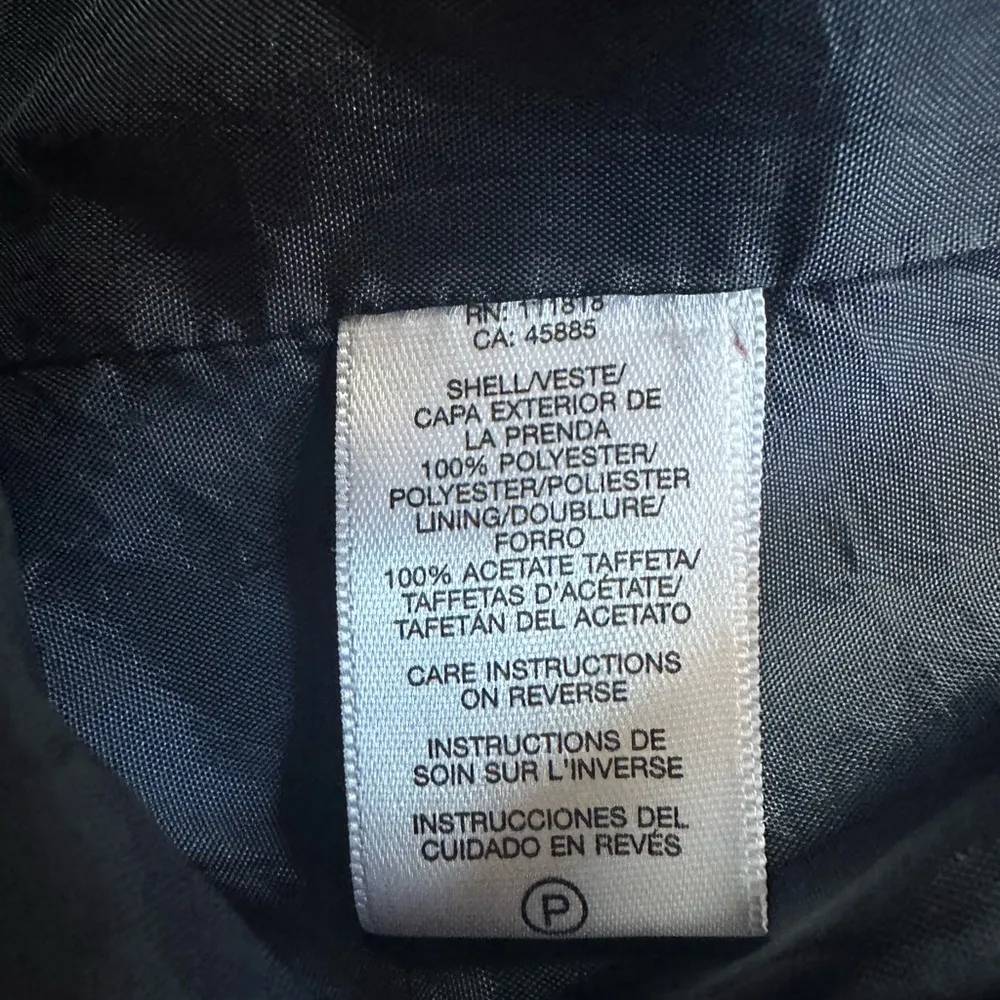 RN:
CA: 45885
SHELL/VESTE/
CAPA EXTERIOR DE
LA PRENDA
100% POLYESTER/
POLYESTER/POLIESTER
LINING/DOUBLURE/
FORRO
100% ACETATE TAFFETA/
TAFFETAS D'ACÉTATE/
TAFETÁN DEL ACETATO
CARE INSTRUCTIONS
ON REVERSE
INSTRUCTIONS DE
SOIN SUR L'INVERSE
INSTRUCCIONES DEL
CUIDADO EN REVÉS
P